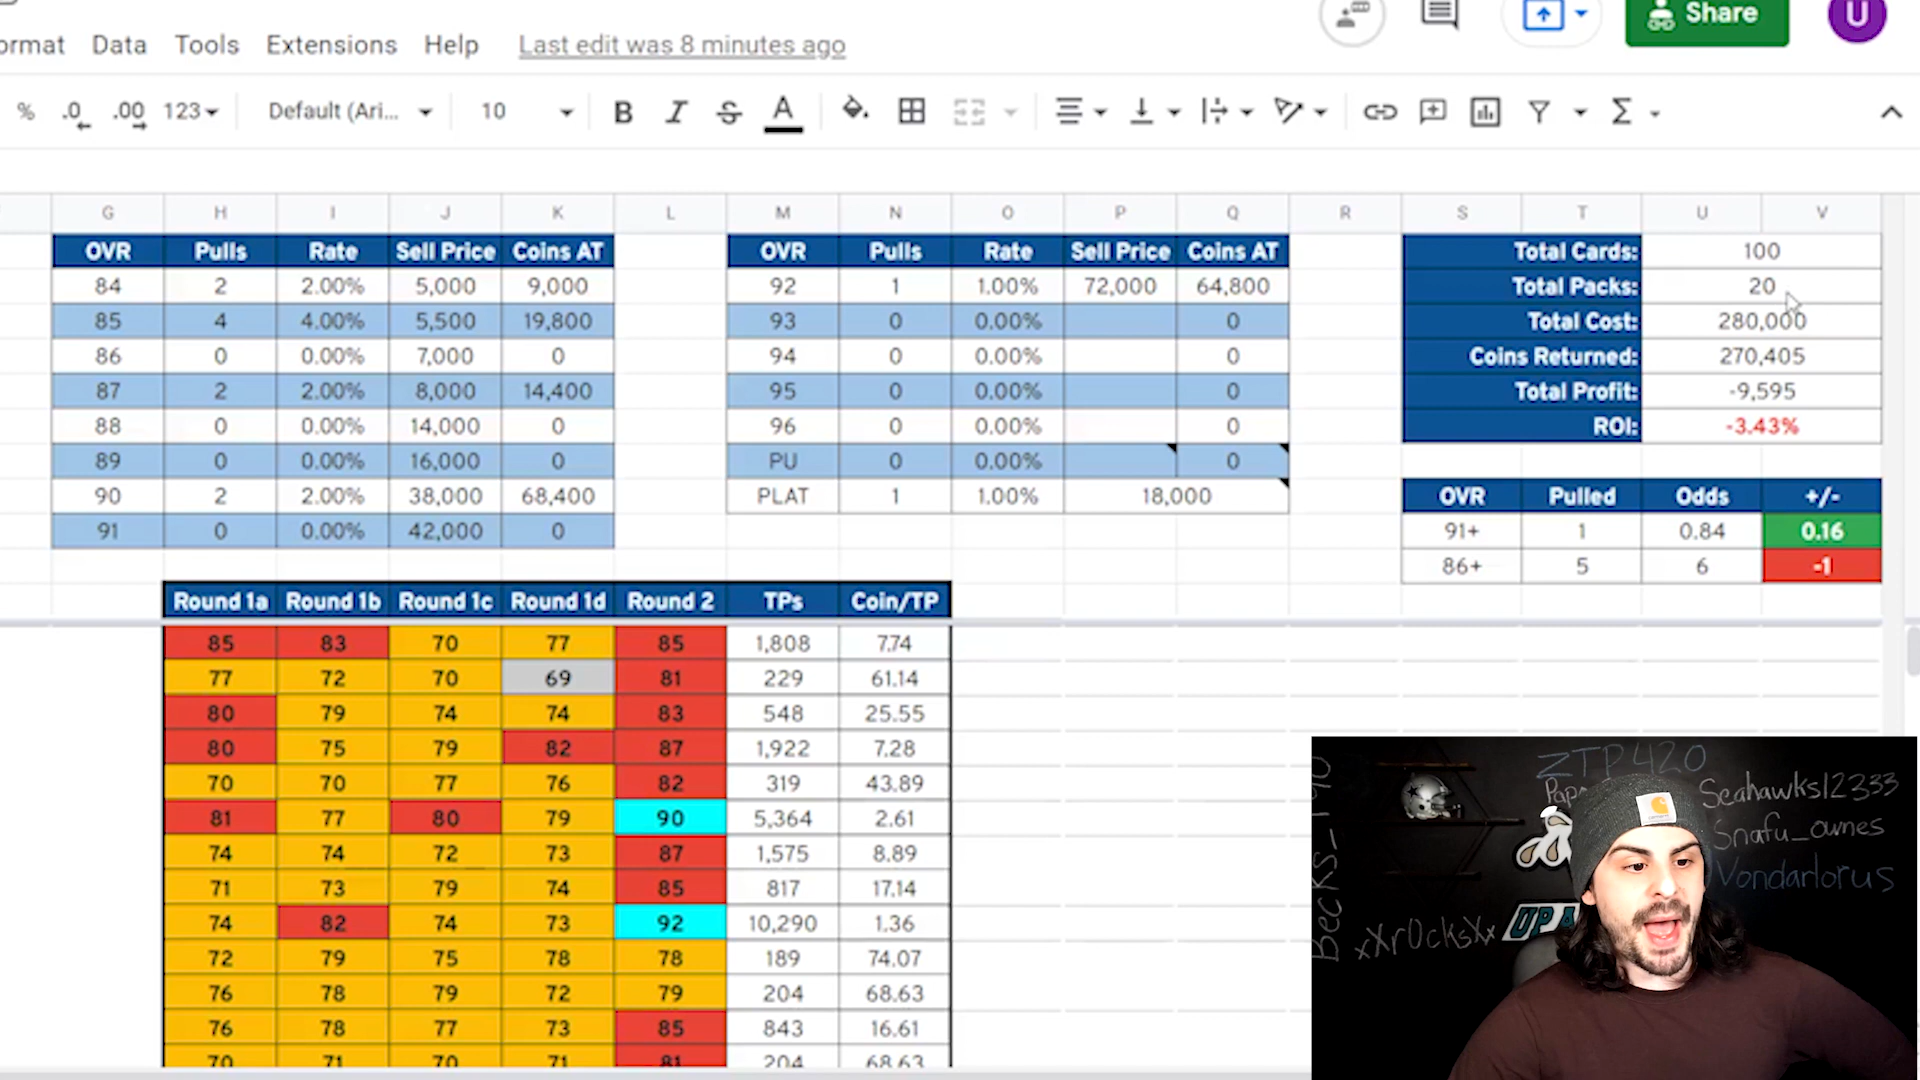 Share
U
ormat Data Tools Extensions Help Last edit was 8 minutes ago
% .0 .00 123 Default (Ari... 10 B I S A Σ
G H I J K L M N O P Q R S T U V
OVR Pulls Rate Sell Price Coins AT OVR Pulls Rate Sell Price Coins AT Total Cards: 100
84 2 2.00% 5,000 9,000 92 1 1.00% 72,000 64,800 Total Packs: 20
85 4 4.00% 5,500 19,800 93 0 0.00% 0 Total Cost: 280,000
86 0 0.00% 7,000 0 94 0 0.00% 0 Coins Returned: 270,405
87 2 2.00% 8,000 14,400 95 0 0.00% 0 Total Profit: -9,595
88 0 0.00% 14,000 0 96 0 0.00% 0 ROI: -3.43%
89 0 0.00% 16,000 0 PU 0 0.00% 0
90 2 2.00% 38,000 68,400 PLAT 1 1.00% 18,000 OVR Pulled Odds +/-
91 0 0.00% 42,000 0 91+ 1 0.84 0.16
86+ 5 6 -1
Round 1a Round 1b Round 1c Round 1d Round 2 TPs Coin/TP
85 83 70 77 85 1,808 7.74
77 72 70 69 81 229 61.14
80 79 74 74 83 548 25.55
80 75 79 82 87 1,922 7.28
70 70 77 76 82 319 43.89
81 77 80 79 90 5,364 2.61
74 74 72 73 87 1,575 8.89
71 73 79 74 85 817 17.14
74 82 74 73 92 10,290 1.36
72 79 75 78 78 189 74.07
76 78 79 72 79 204 68.63
76 78 77 73 85 843 16.61
70 71 70 71 81 204 68.63
ZTP420
Seahawks12333
Snafu_ownes
Vondarlorus
xXr0cksXx
UP